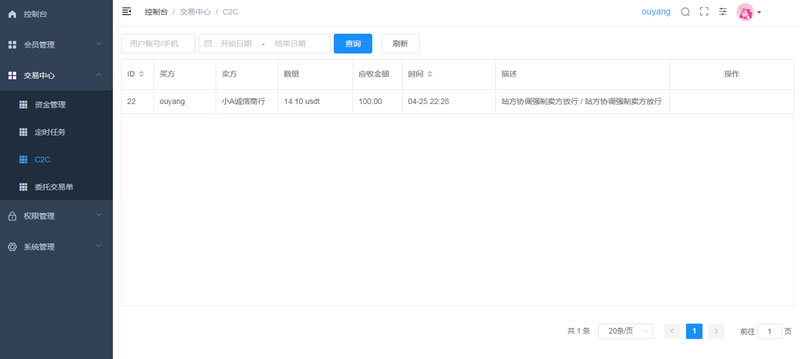 控制台
会员管理
交易中心
资金管理
定时任务
C2C
委托交易单
权限管理
系统管理
控制台 / 交易中心 / C2C
ouyang
用户账号/手机 开始日期 - 结束日期 查询 刷新
ID 买方 卖方 数量 应收金额 时间 描述 操作
22 ouyang 小A诚信商行 14.10 usdt 100.00 04-25 22:28 站方协调强制卖方放行 / 站方协调强制卖方放行
共 1 条 20条/页 1 前往 1 页